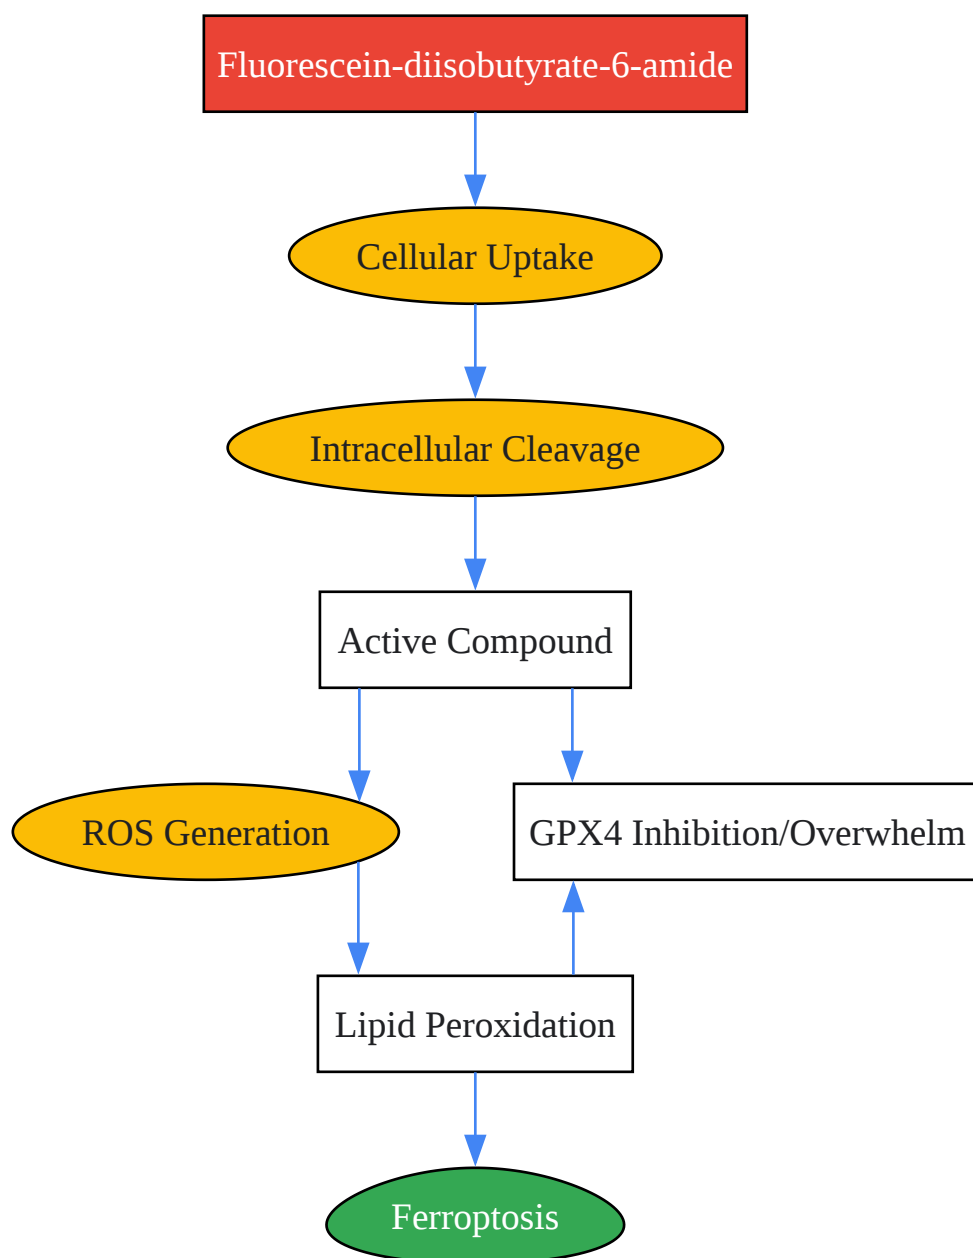 Fluorescein-diisobutyrate-6-amide
Cellular Uptake
Intracellular Cleavage
Active Compound
ROS Generation
GPX4 Inhibition/Overwhelm
Lipid Peroxidation
Ferroptosis